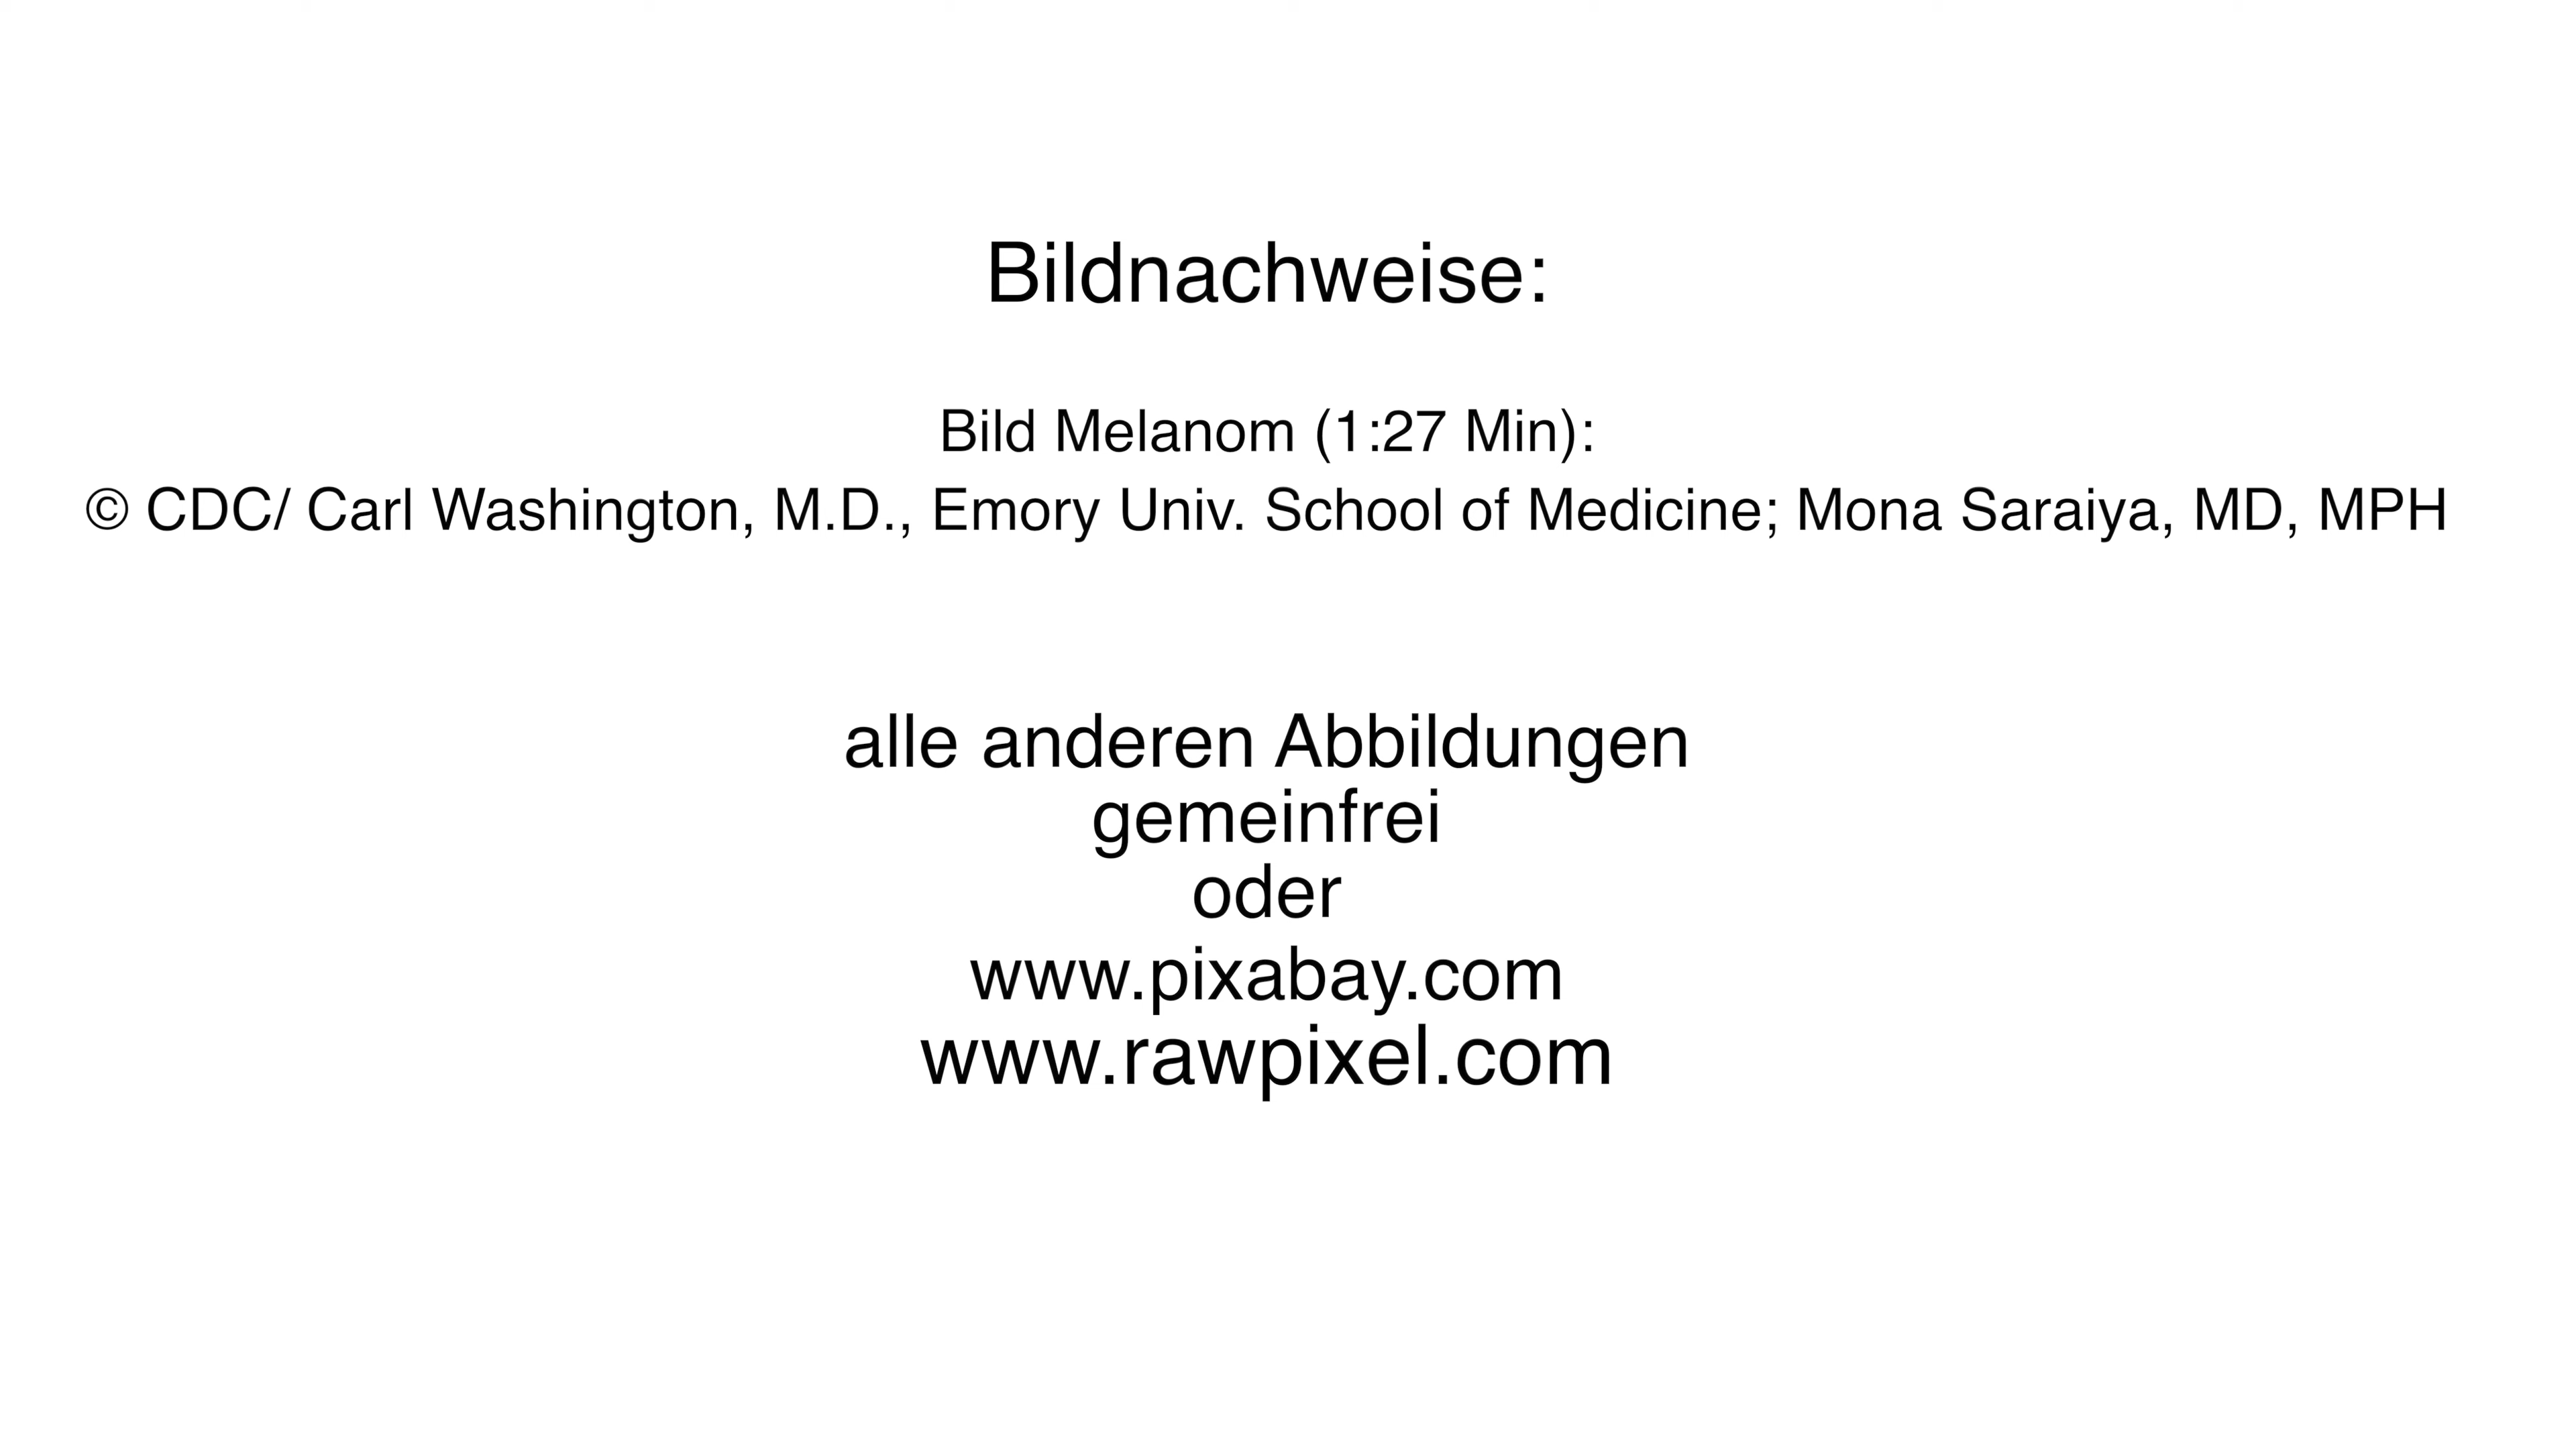 Bildnachweise:
Bild Melanom (1:27 Min):
© CDC/ Carl Washington, M.D., Emory Univ. School of Medicine; Mona Saraiya, MD, MPH
alle anderen Abbildungen
gemeinfrei
oder
www.pixabay.com
www.rawpixel.com